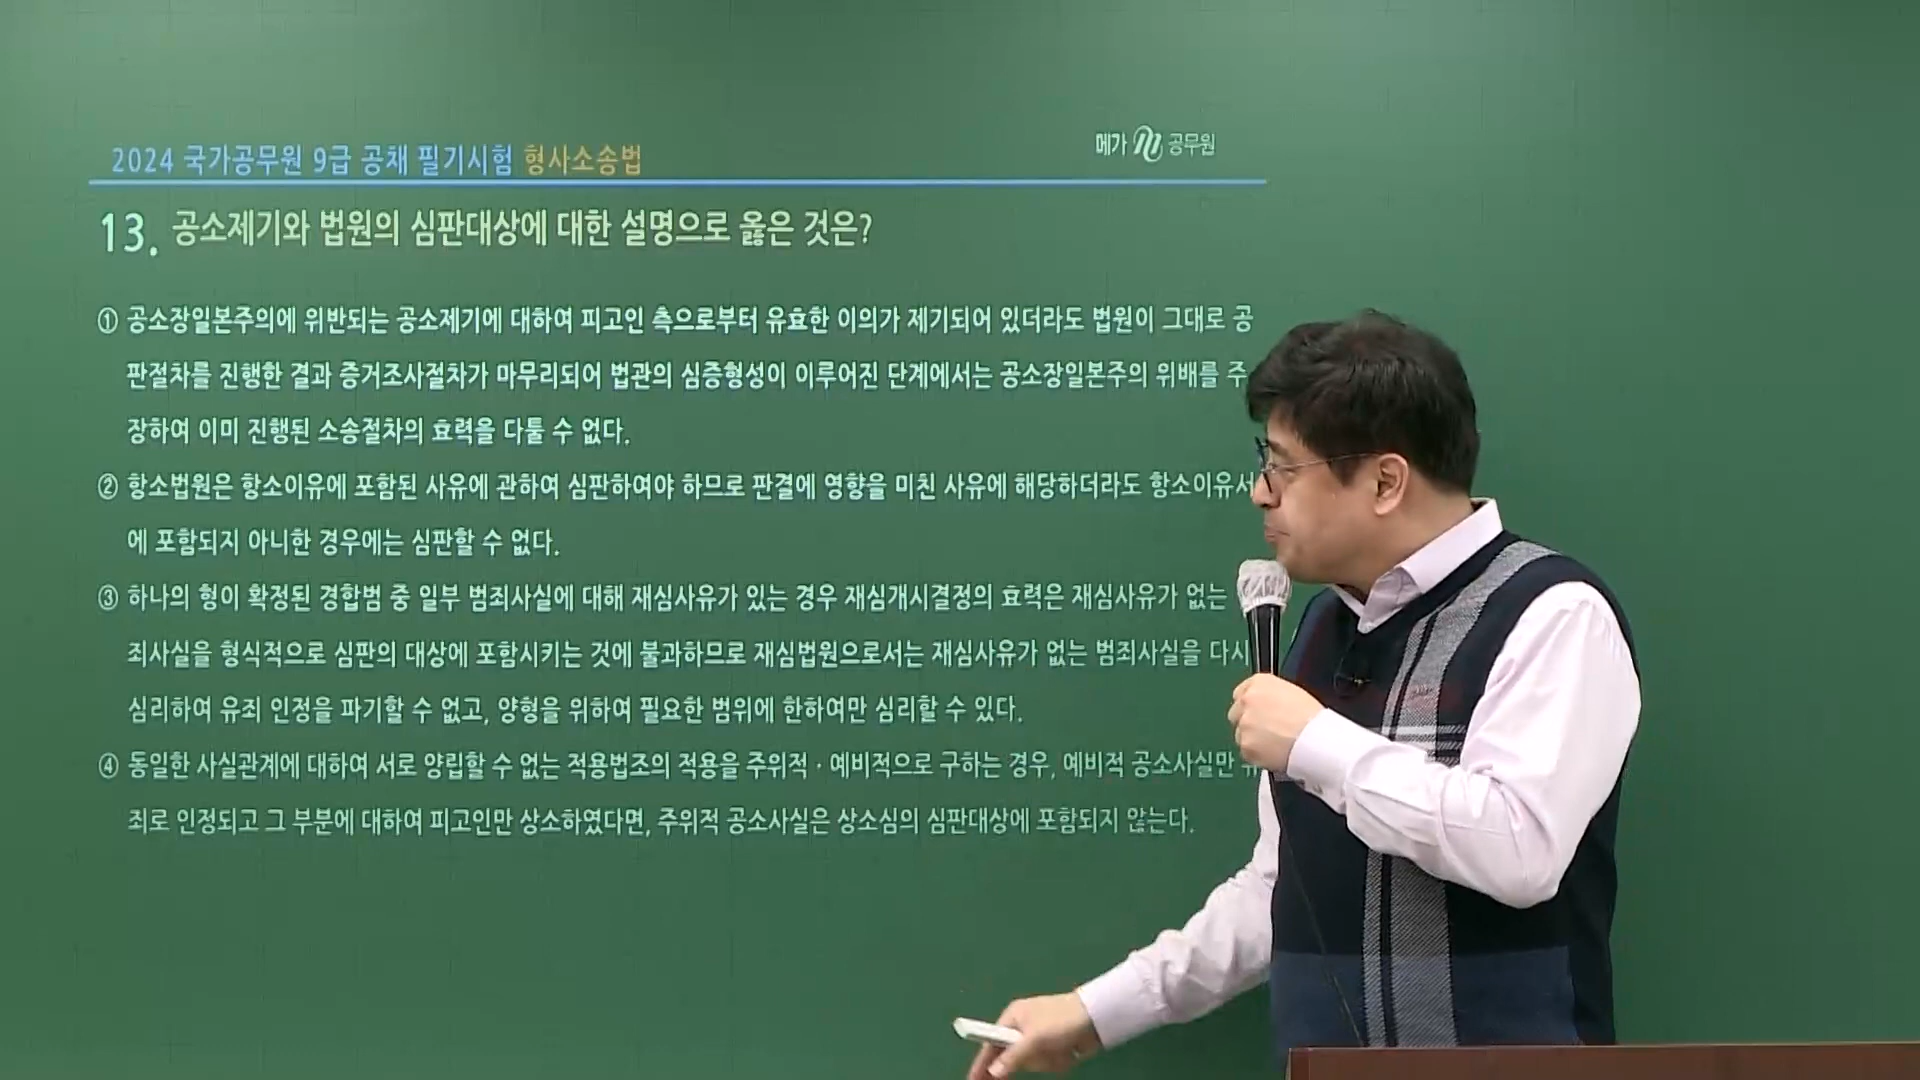 2024 국가공무원 9급 공채 필기시험 형사소송법
메가 공무원
13. 공소제기와 법원의 심판대상에 대한 설명으로 옳은 것은?
① 공소장일본주의에 위반되는 공소제기에 대하여 피고인 측으로부터 유효한 이의가 제기되어 있더라도 법원이 그대로 공
판절차를 진행한 결과 증거조사절차가 마무리되어 법관의 심증형성이 이루어진 단계에서는 공소장일본주의 위배를 주
장하여 이미 진행된 소송절차의 효력을 다툴 수 없다.
② 항소법원은 항소이유에 포함된 사유에 관하여 심판하여야 하므로 판결에 영향을 미친 사유에 해당하더라도 항소이유서
에 포함되지 아니한 경우에는 심판할 수 없다.
③ 하나의 형이 확정된 경합범 중 일부 범죄사실에 대해 재심사유가 있는 경우 재심개시결정의 효력은 재심사유가 없는
죄사실을 형식적으로 심판의 대상에 포함시키는 것에 불과하므로 재심법원으로서는 재심사유가 없는 범죄사실을 다시
심리하여 유죄 인정을 파기할 수 없고, 양형을 위하여 필요한 범위에 한하여만 심리할 수 있다.
④ 동일한 사실관계에 대하여 서로 양립할 수 없는 적용법조의 적용을 주위적·예비적으로 구하는 경우, 예비적 공소사실만
죄로 인정되고 그 부분에 대하여 피고인만 상소하였다면, 주위적 공소사실은 상소심의 심판대상에 포함되지 않는다.